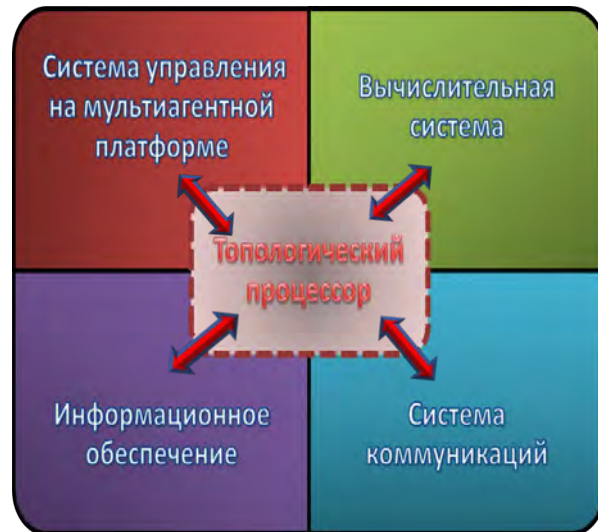 Система управления
на мультиагентной
платформе
Вычислительная
система
Топологический
процессор
Информационное
обеспечение
Система
коммуникаций